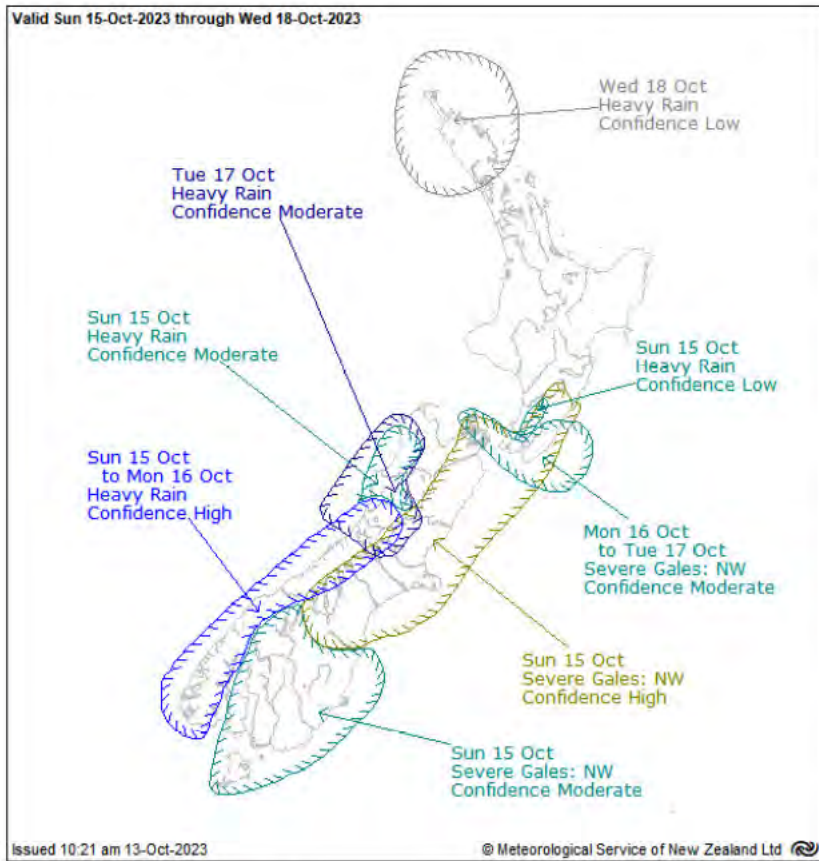 Valid Sun 15-Oct-2023 through Wed 18-Oct-2023
Wed 18 Oct
Heavy Rain
Confidence Low
Tue 17 Oct
Heavy Rain
Confidence Moderate
Sun 15 Oct
Heavy Rain
Confidence Moderate
Sun 15 Oct
Heavy Rain
Confidence Low
Sun 15 Oct
to Mon 16 Oct
Heavy Rain
Confidence High
Mon 16 Oct
to Tue 17 Oct
Severe Gales: NW
Confidence Moderate
Sun 15 Oct
Severe Gales: NW
Confidence High
Sun 15 Oct
Severe Gales: NW
Confidence Moderate
Issued 10:21 am 13-Oct-2023
© Meteorological Service of New Zealand Ltd